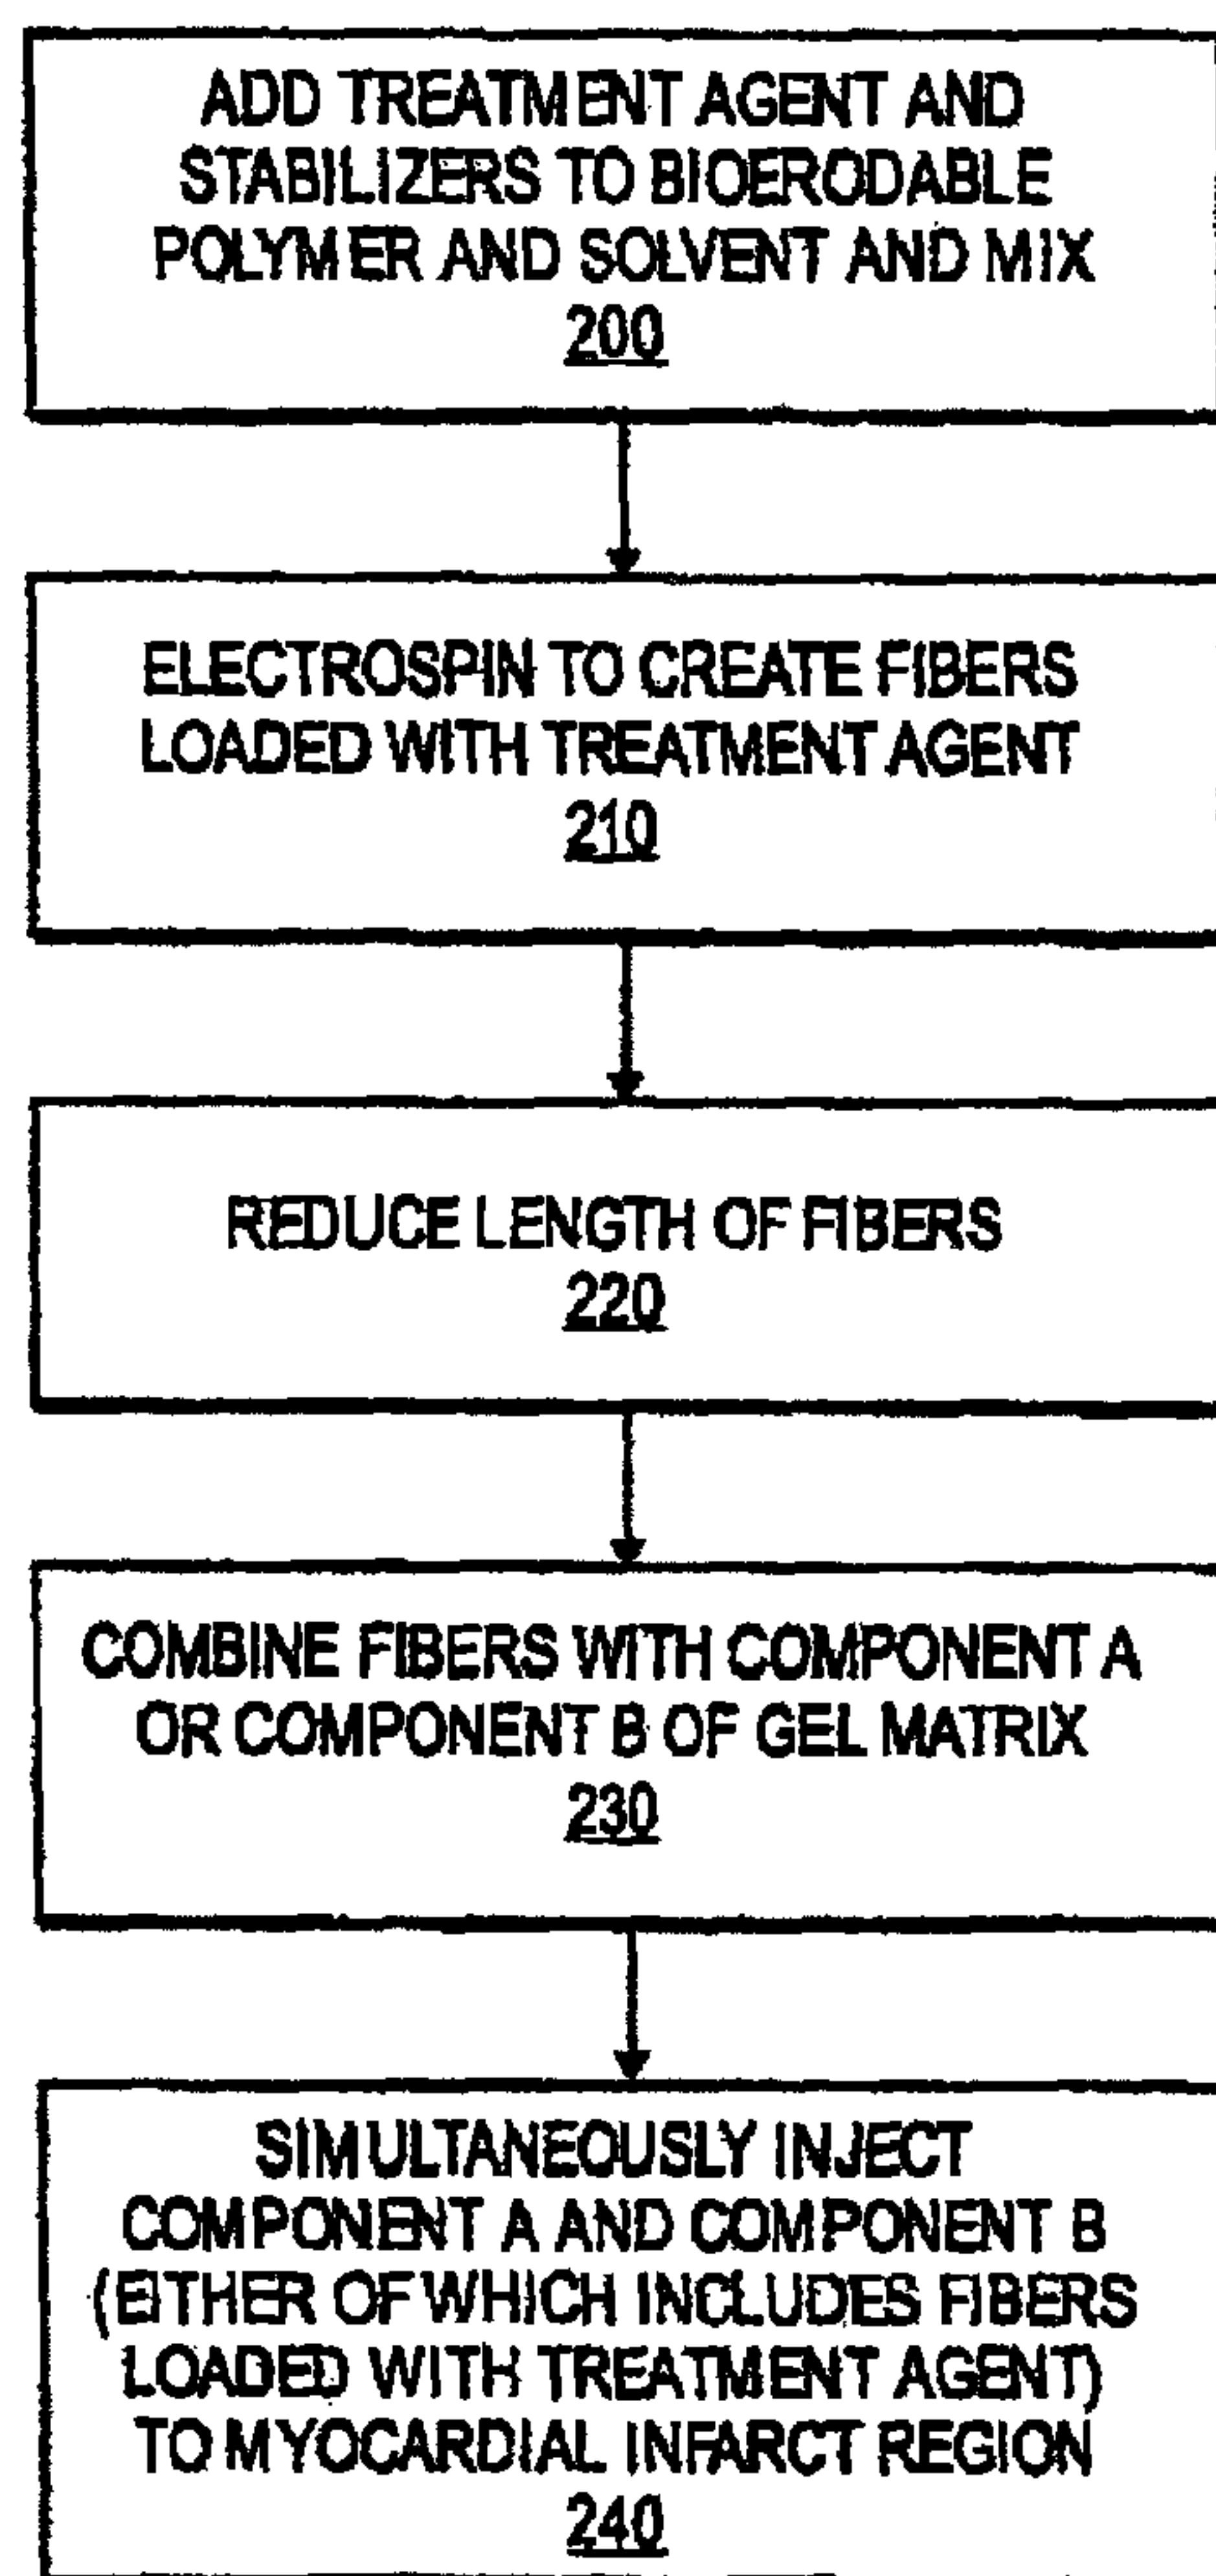 ADD TREATMENT AGENT AND
STABILIZERS TO BIOERODABLE
POLYMER AND SOLVENT AND MIX
200
ELECTROSPIN TO CREATE FIBERS
LOADED WITH TREATMENT AGENT
210
REDUCE LENGTH OF FIBERS
220
COMBINE FIBERS WITH COMPONENT A
OR COMPONENT B OF GEL MATRIX
230
SIMULTANEOUSLY INJECT
COMPONENT A AND COMPONENT B
(EITHER OF WHICH INCLUDES FIBERS
LOADED WITH TREATMENT AGENT)
TO MYOCARDIAL INFARCT REGION
240